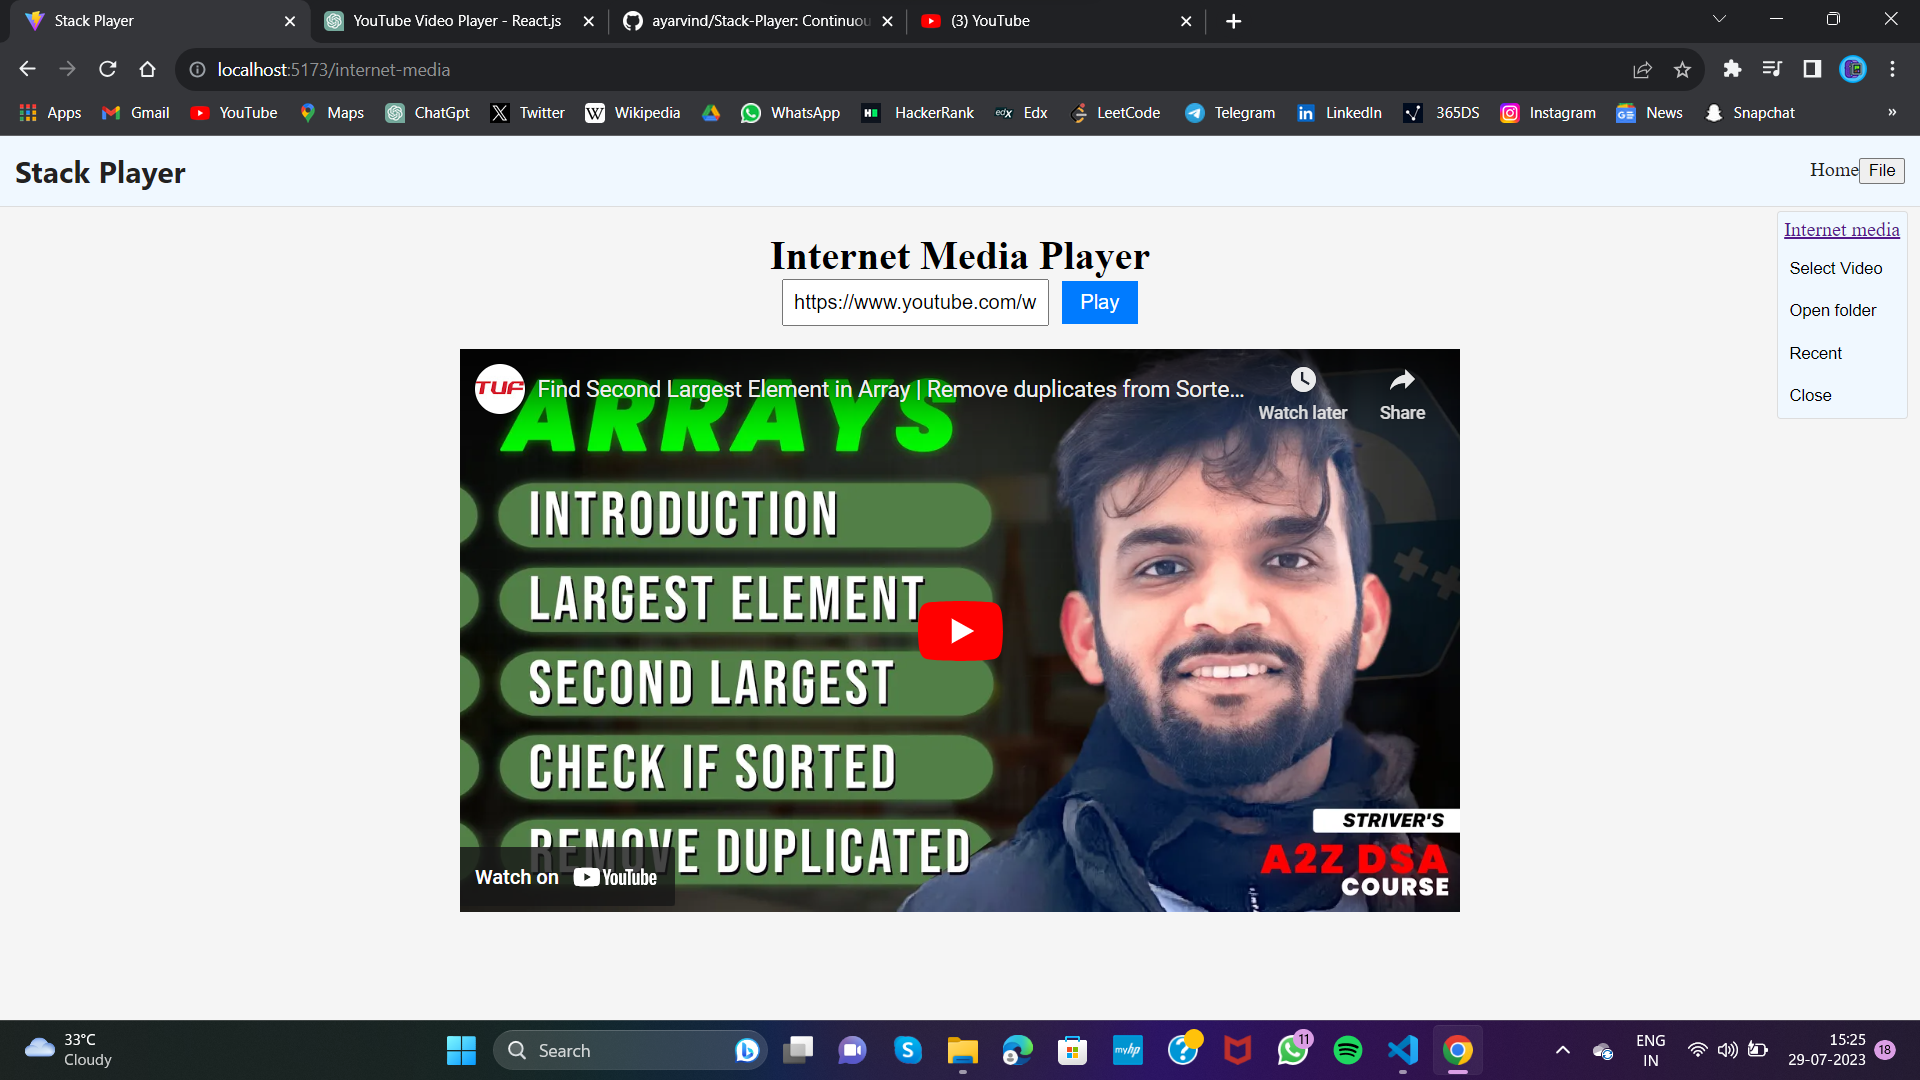 Stack Player
YouTube Video Player - React.js
ayarvind/Stack-Player: Continuou
(3) YouTube
localhost:5173/internet-media
Apps Gmail YouTube Maps ChatGpt Twitter Wikipedia WhatsApp HackerRank Edx LeetCode Telegram LinkedIn 365DS Instagram News Snapchat »
Stack Player
Home File
Internet media
Select Video
Open folder
Recent
Close
Internet Media Player
https://www.youtube.com/w Play
TUF Find Second Largest Element in Array | Remove duplicates from Sorte...
Watch later Share
ARRAYS
INTRODUCTION
LARGEST ELEMENT
SECOND LARGEST
CHECK IF SORTED
REMOVE DUPLICATED
Watch on YouTube
STRIVER'S
A2Z DSA
COURSE
33°C
Cloudy
Search
myhp
11
ENG
IN
15:25
29-07-2023
18